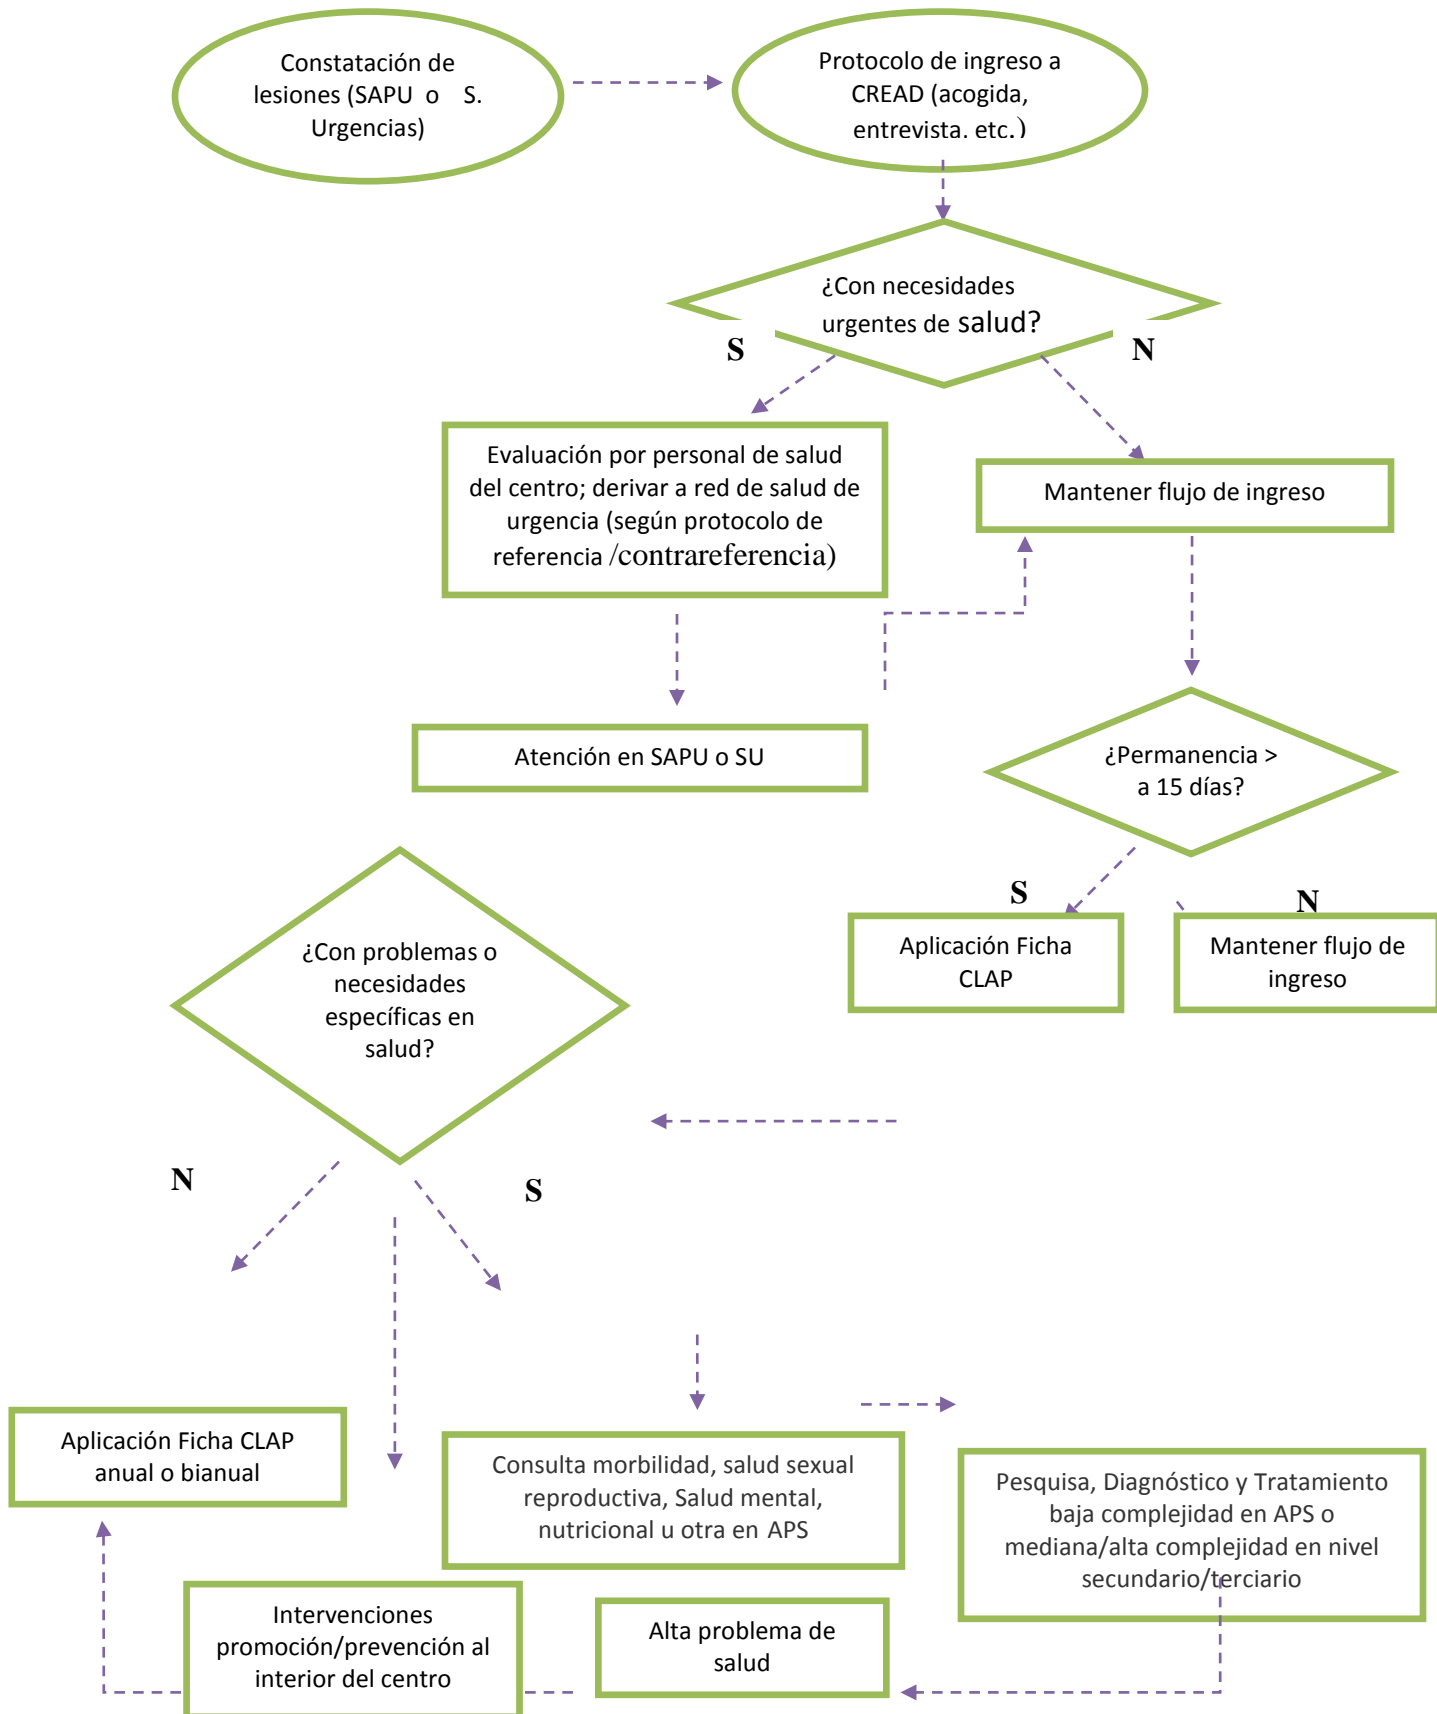 Constatación de
lesiones (SAPU o S.
Urgencias)
Protocolo de ingreso a
CREAD (acogida,
entrevista. etc.)
¿Con necesidades
urgentes de salud?
S
N
Evaluación por personal de salud
del centro; derivar a red de salud de
urgencia (según protocolo de
referencia /contrareferencia)
Mantener flujo de ingreso
Atención en SAPU o SU
¿Permanencia >
a 15 días?
S
N
Aplicación Ficha
CLAP
Mantener flujo de
ingreso
¿Con problemas o
necesidades
específicas en
salud?
N
S
Aplicación Ficha CLAP
anual o bianual
Consulta morbilidad, salud sexual
reproductiva, Salud mental,
nutricional u otra en APS
Pesquisa, Diagnóstico y Tratamiento
baja complejidad en APS o
mediana/alta complejidad en nivel
secundario/terciario
Intervenciones
promoción/prevención al
interior del centro
Alta problema de
salud